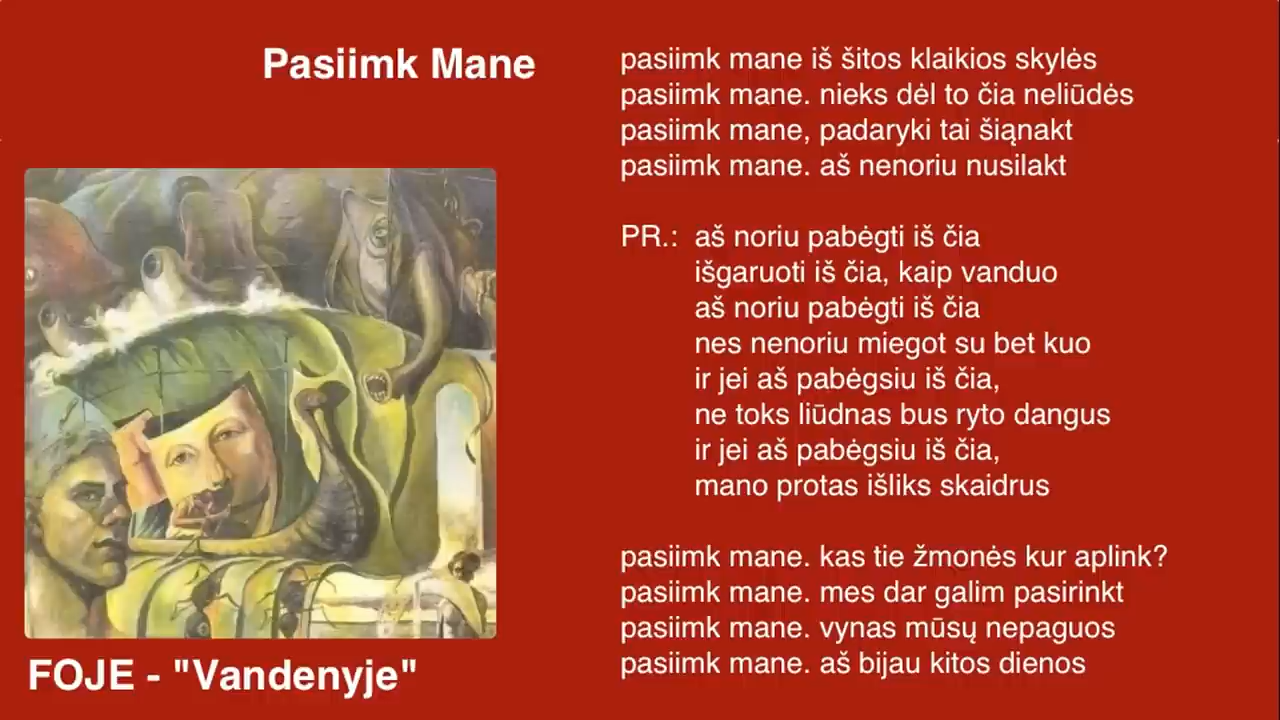 Pasiimk Mane
pasiimk mane iš šitos klaikios skylės
pasiimk mane. nieks dėl to čia neliūdės
pasiimk mane, padaryki tai šiąnakt
pasiimk mane. aš nenoriu nusilakt
PR.: aš noriu pabėgti iš čia
išgaruoti iš čia, kaip vanduo
aš noriu pabėgti iš čia
nes nenoriu miegot su bet kuo
ir jei aš pabėgsiu iš čia,
ne toks liūdnas bus ryto dangus
ir jei aš pabėgsiu iš čia,
mano protas išliks skaidrus
pasiimk mane. kas tie žmonės kur aplink?
pasiimk mane. mes dar galim pasirinkt
pasiimk mane. vynas mūsų nepaguos
pasiimk mane. aš bijau kitos dienos
FOJE - "Vandenyje"